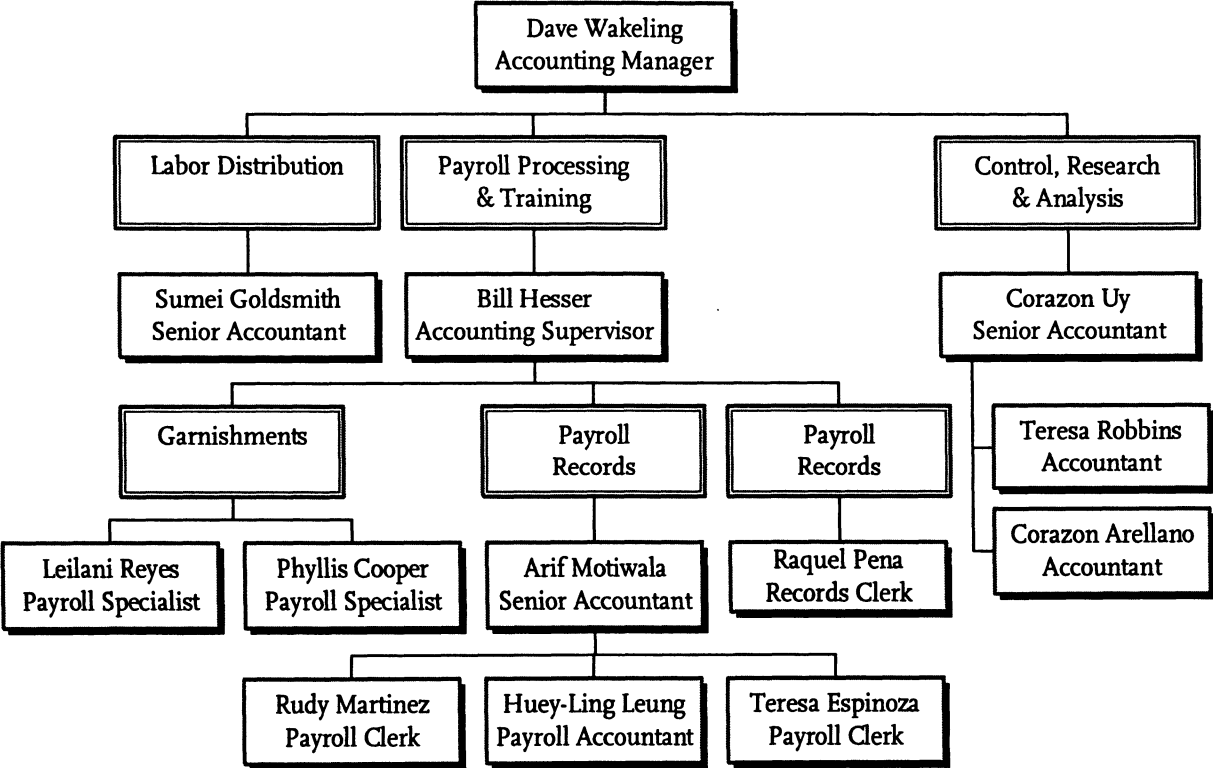 Dave Wakeling
Accounting Manager
Labor Distribution
Payroll Processing
& Training
Control, Research
& Analysis
Sumei Goldsmith
Senior Accountant
Bill Hesser
Accounting Supervisor
Corazon Uy
Senior Accountant
Garnishments
Payroll
Records
Payroll
Records
Teresa Robbins
Accountant
Corazon Arellano
Accountant
Leilani Reyes
Payroll Specialist
Phyllis Cooper
Payroll Specialist
Arif Motiwala
Senior Accountant
Raquel Pena
Records Clerk
Rudy Martinez
Payroll Clerk
Huey-Ling Leung
Payroll Accountant
Teresa Espinoza
Payroll Clerk